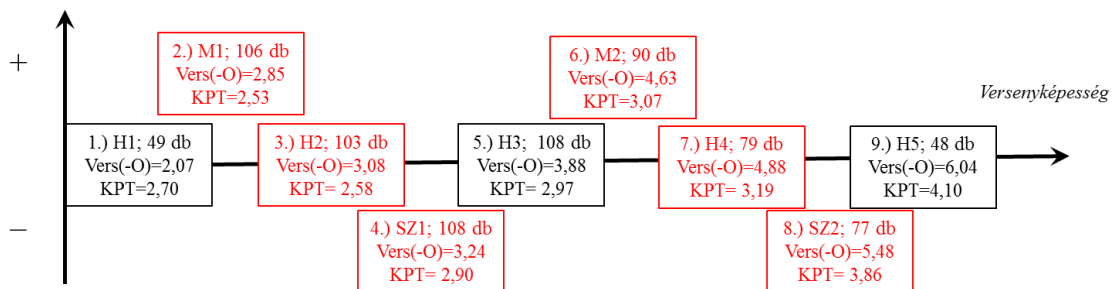 +
2.) M1; 106 db
Vers(-O)=2,85
KPT=2,53
6.) M2; 90 db
Vers(-O)=4,63
KPT=3,07
Versenyképesség
1.) H1; 49 db
Vers(-O)=2,07
KPT=2,70
3.) H2; 103 db
Vers(-O)=3,08
KPT= 2,58
5.) H3; 108 db
Vers(-O)=3,88
KPT= 2,97
7.) H4; 79 db
Vers(-O)=4,88
KPT= 3,19
9.) H5; 48 db
Vers(-O)=6,04
KPT=4,10
–
4.) SZ1; 108 db
Vers(-O)=3,24
KPT= 2,90
8.) SZ2; 77 db
Vers(-O)=5,48
KPT= 3,86